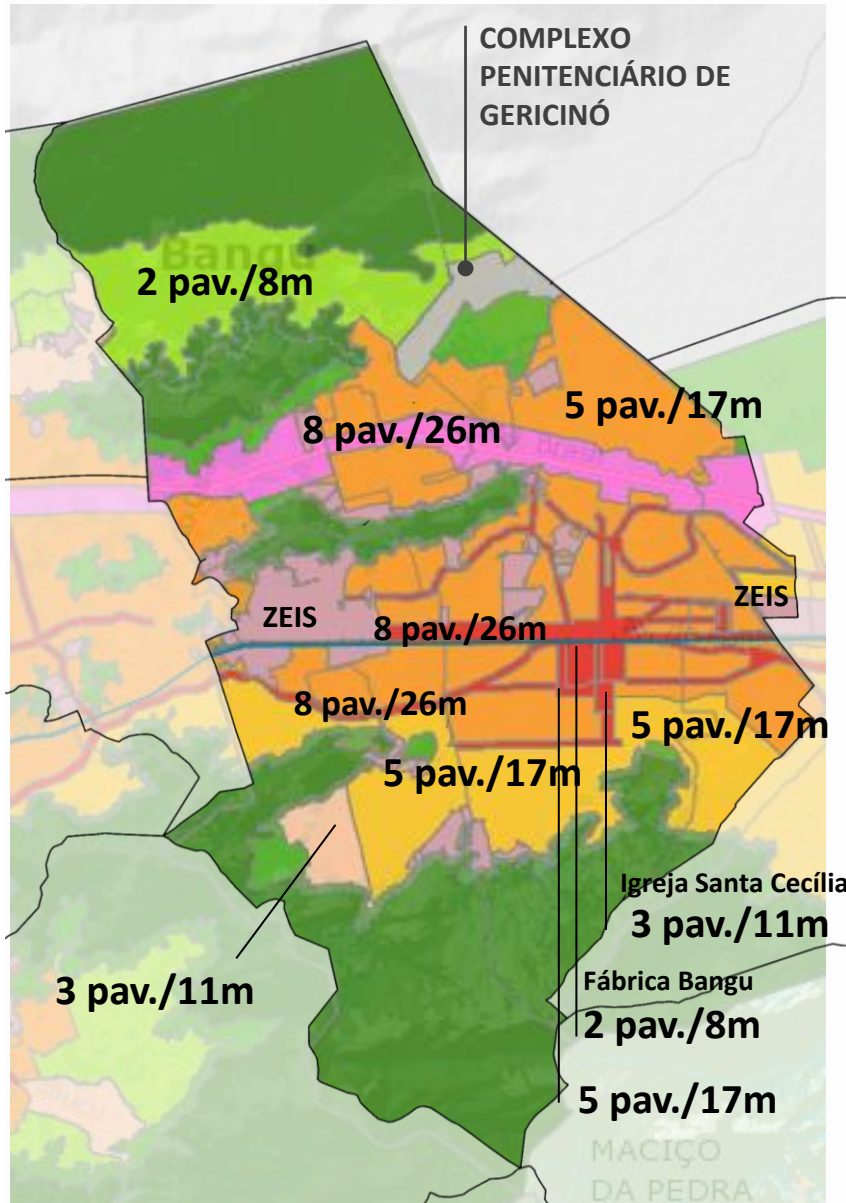 COMPLEXO
PENITENCIÁRIO DE
GERICINÓ
Bangu
2 pav./8m
5 pav./17m
8 pav./26m
ZEIS
ZEIS
8 pav./26m
8 pav./26m
5 pav./17m
5 pav./17m
Igreja Santa Cecília
3 pav./11m
3 pav./11m
Fábrica Bangu
2 pav./8m
5 pav./17m
MACIÇO
DA PEDRA